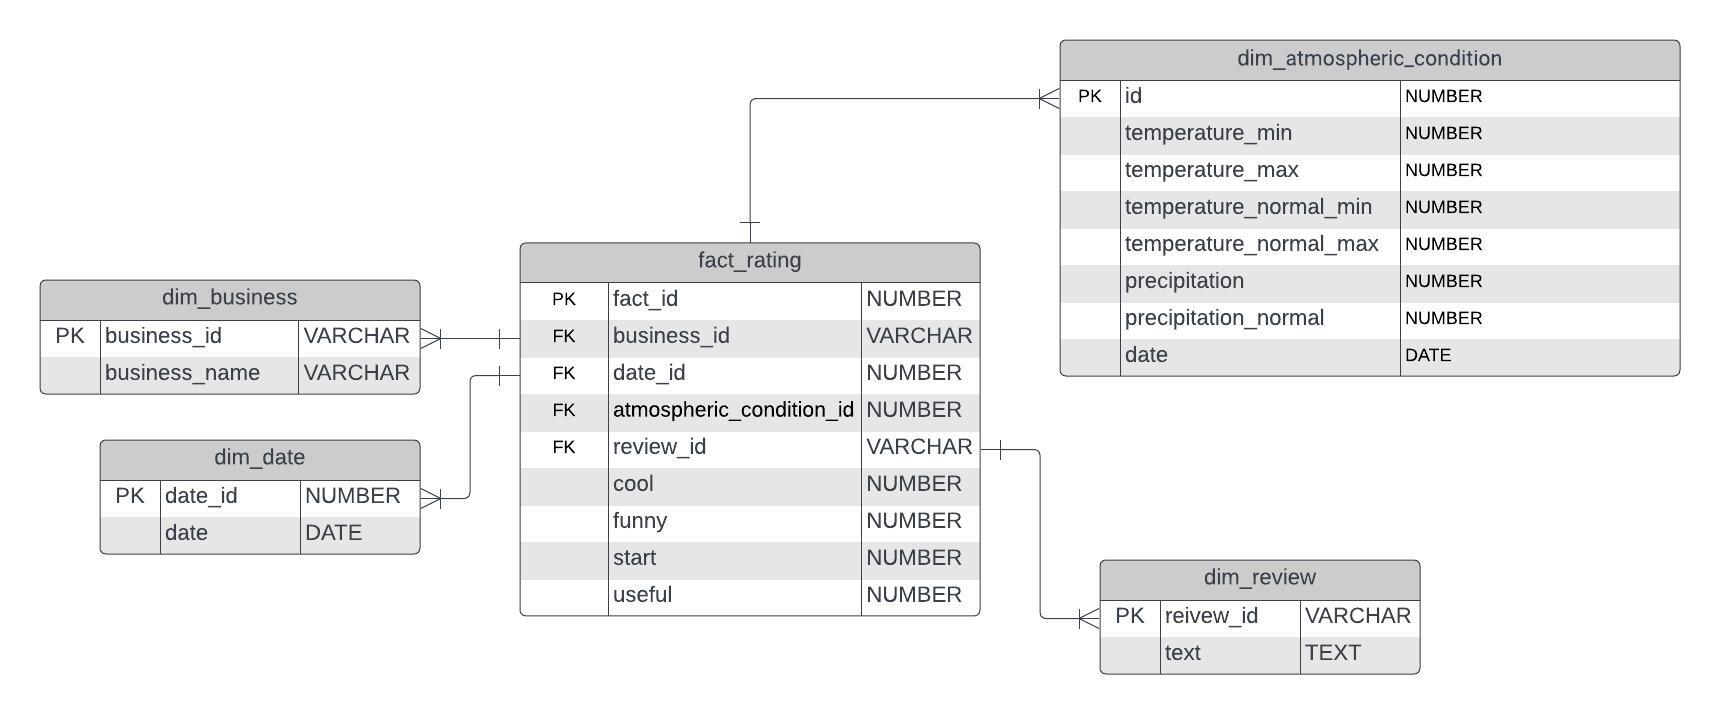 dim_atmospheric_condition
PK id NUMBER
temperature_min NUMBER
temperature_max NUMBER
temperature_normal_min NUMBER
temperature_normal_max NUMBER
precipitation NUMBER
precipitation_normal NUMBER
date DATE
fact_rating
PK fact_id NUMBER
FK business_id VARCHAR
FK date_id NUMBER
FK atmospheric_condition_id NUMBER
FK review_id VARCHAR
cool NUMBER
funny NUMBER
start NUMBER
useful NUMBER
dim_business
PK business_id VARCHAR
business_name VARCHAR
dim_date
PK date_id NUMBER
date DATE
dim_review
PK reivew_id VARCHAR
text TEXT